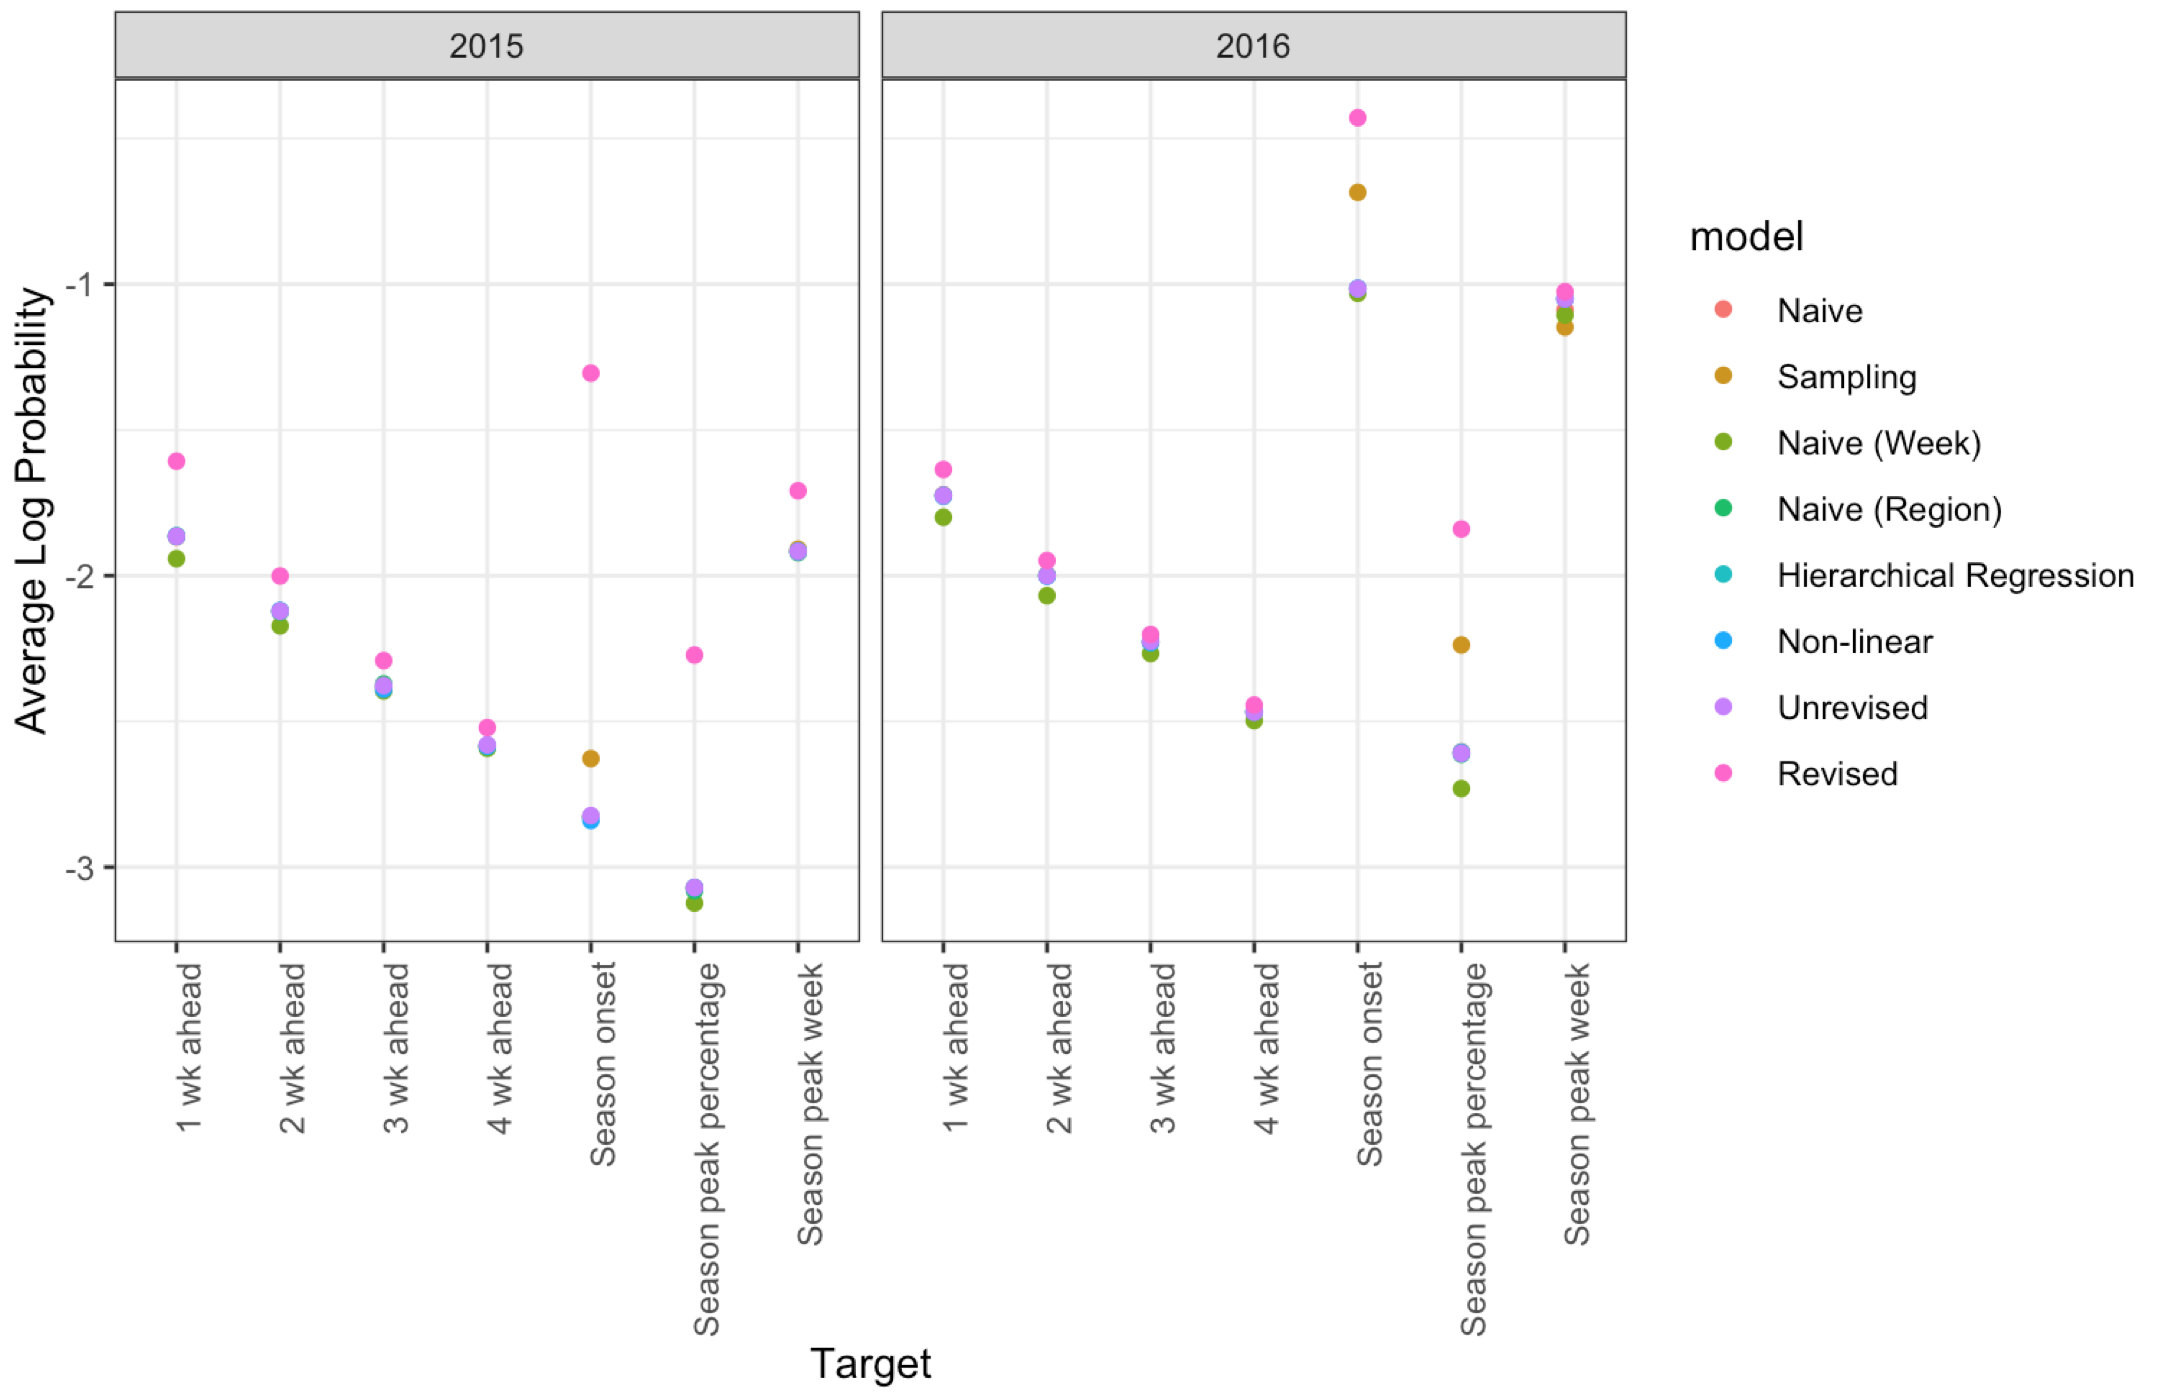 2015
2016
Average Log Probability
-1
-2
-3
1 wk ahead
2 wk ahead
3 wk ahead
4 wk ahead
Season onset
Season peak percentage
Season peak week
1 wk ahead
2 wk ahead
3 wk ahead
4 wk ahead
Season onset
Season peak percentage
Season peak week
Target
model
Naive
Sampling
Naive (Week)
Naive (Region)
Hierarchical Regression
Non-linear
Unrevised
Revised